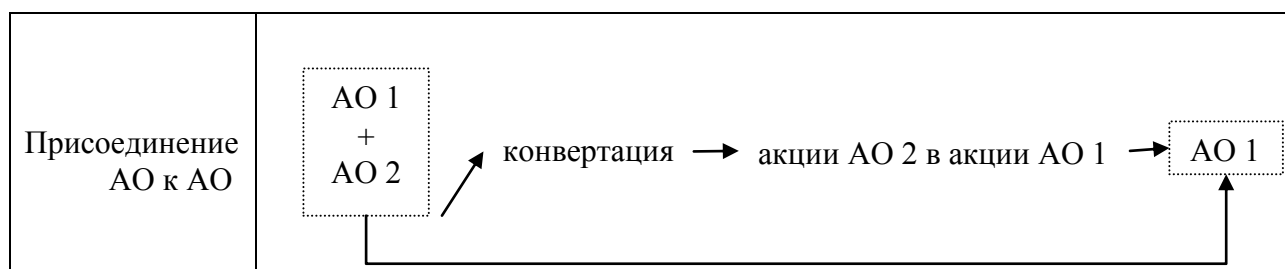 Присоединение
АО к АО
АО 1
+
АО 2
конвертация
акции АО 2 в акции АО 1
АО 1